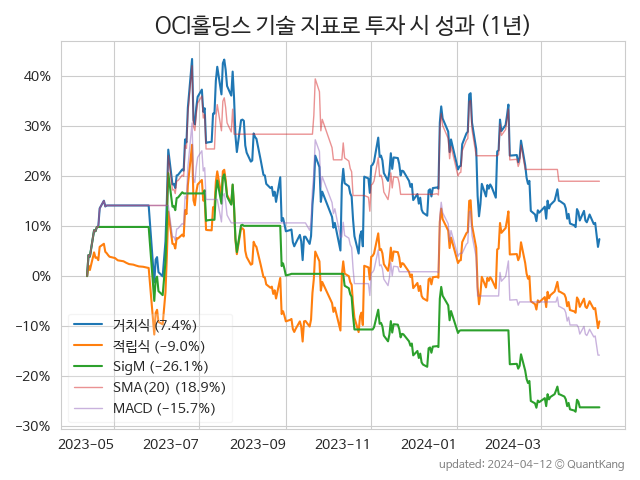 OCI홀딩스 기술 지표로 투자 시 성과 (1년)
40%
30%
20%
10%
0%
−10%
−20%
−30%
거치식 (7.4%)
적립식 (−9.0%)
SigM (−26.1%)
SMA(20) (18.9%)
MACD (−15.7%)
2023−05
2023−07
2023−09
2023−11
2024−01
2024−03
updated: 2024-04-12 © QuantKang